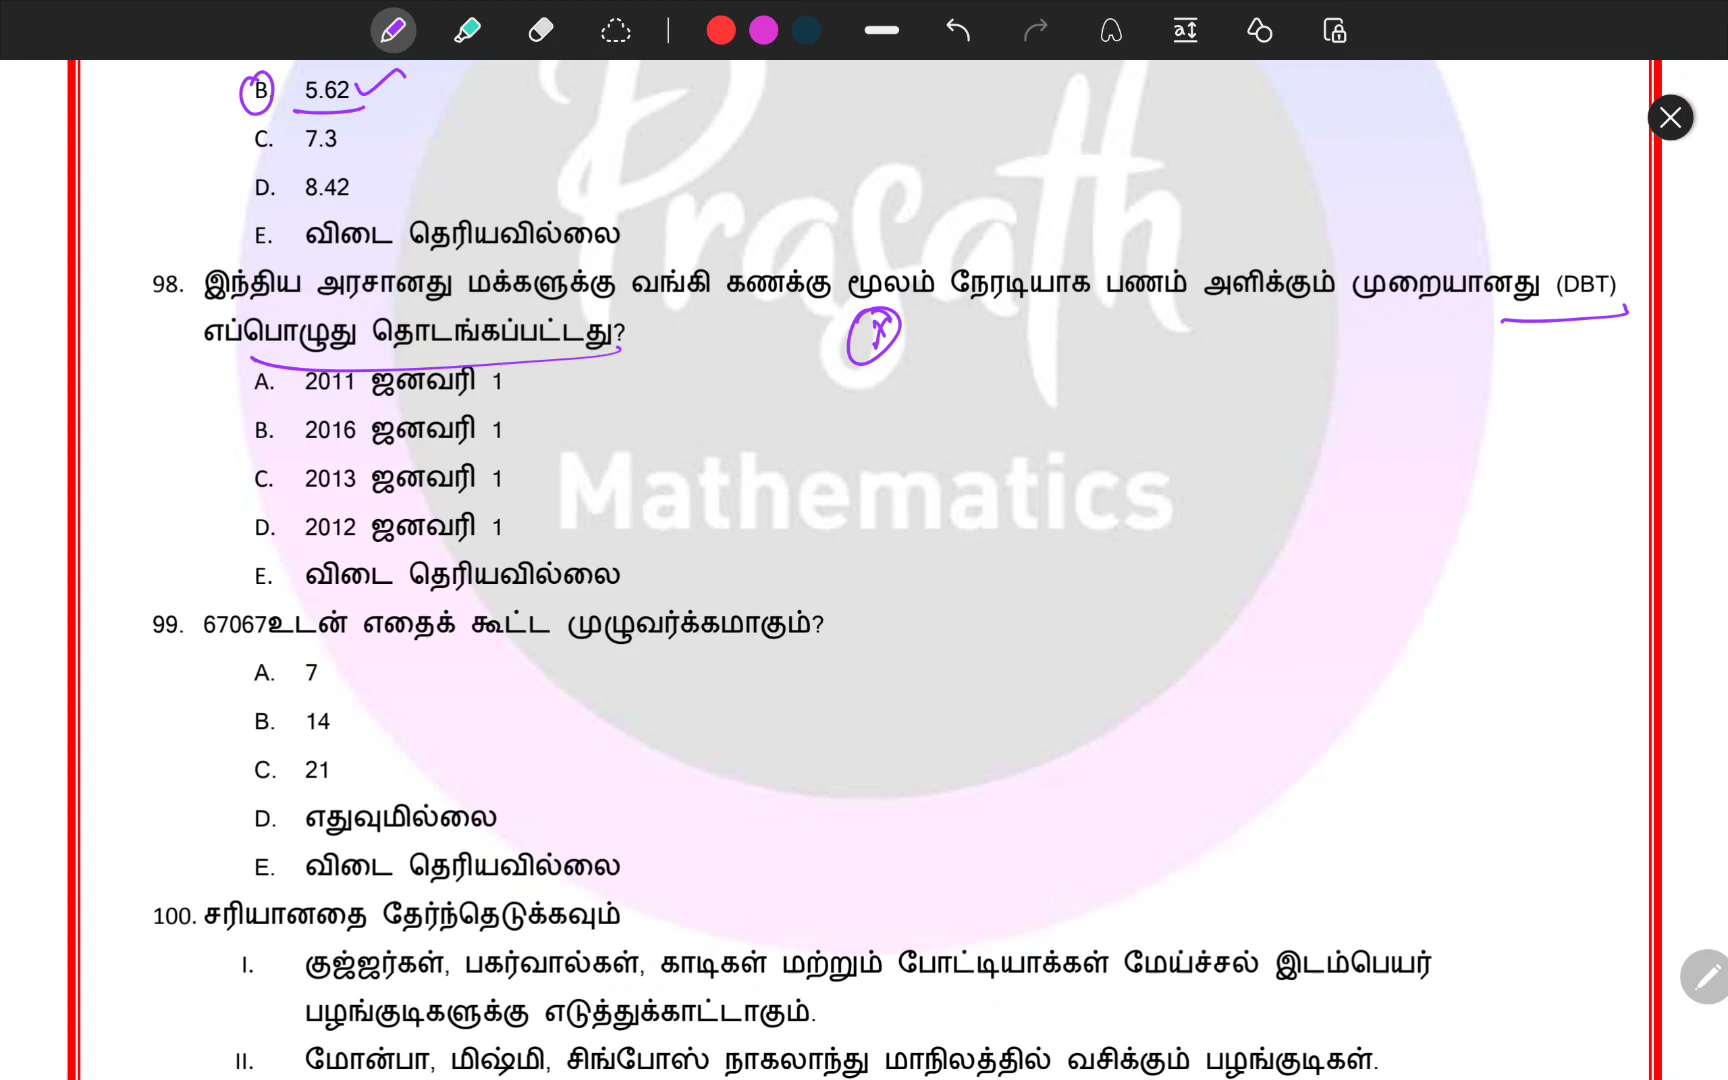 B. 5.62
C. 7.3
D. 8.42
E. விடை தெரியவில்லை
98. இந்திய அரசானது மக்களுக்கு வங்கி கணக்கு மூலம் நேரடியாக பணம் அளிக்கும் முறையானது (DBT)
எப்பொழுது தொடங்கப்பட்டது?
A. 2011 ஜனவரி 1
B. 2016 ஜனவரி 1
C. 2013 ஜனவரி 1
D. 2012 ஜனவரி 1
E. விடை தெரியவில்லை
99. 67067உடன் எதைக் கூட்ட முழுவர்க்கமாகும்?
A. 7
B. 14
C. 21
D. எதுவுமில்லை
E. விடை தெரியவில்லை
100. சரியானதை தேர்ந்தெடுக்கவும்
I. குஜ்ஜர்கள், பகர்வால்கள், காடிகள் மற்றும் போட்டியாக்கள் மேய்ச்சல் இடம்பெயர்
பழங்குடிகளுக்கு எடுத்துக்காட்டாகும்.
II. மோன்பா, மிஷ்மி, சிங்போஸ் நாகலாந்து மாநிலத்தில் வசிக்கும் பழங்குடிகள்.
Prasath
Mathematics